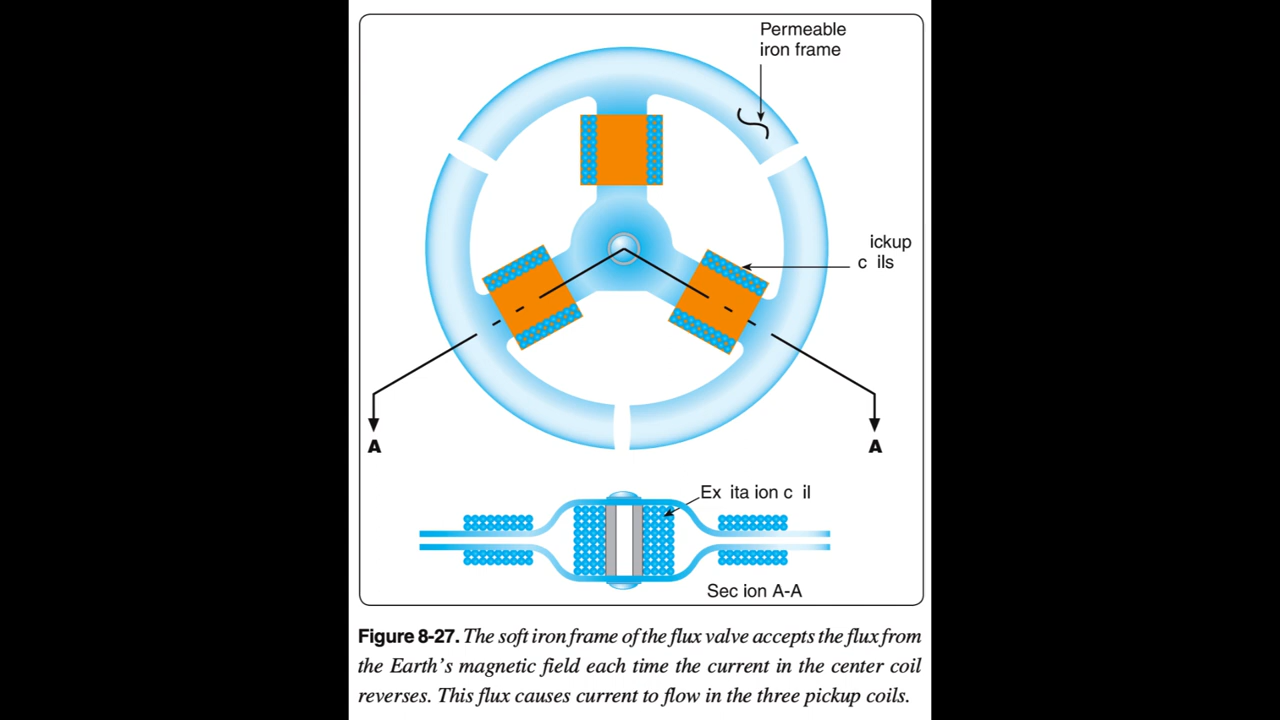 Permeable
iron frame
ickup
c ils
A
A
Ex ita ion c il
Sec ion A-A
Figure 8-27. The soft iron frame of the flux valve accepts the flux from
the Earth's magnetic field each time the current in the center coil
reverses. This flux causes current to flow in the three pickup coils.